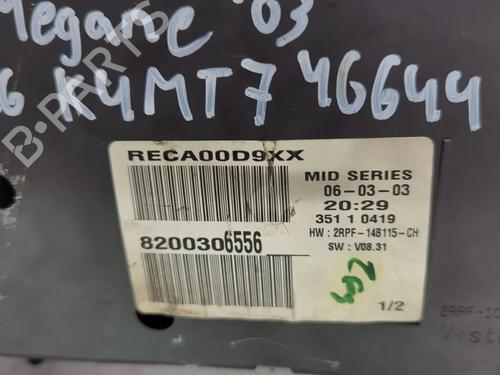 Megane '03
K4MT7 46644
B-PARTS
RECA00D9XX
MID SERIES
06-03-03
20:29
351 1 0419
HW : 2RPF-14B115-CH
SW : V08.31
8200306556
1/2